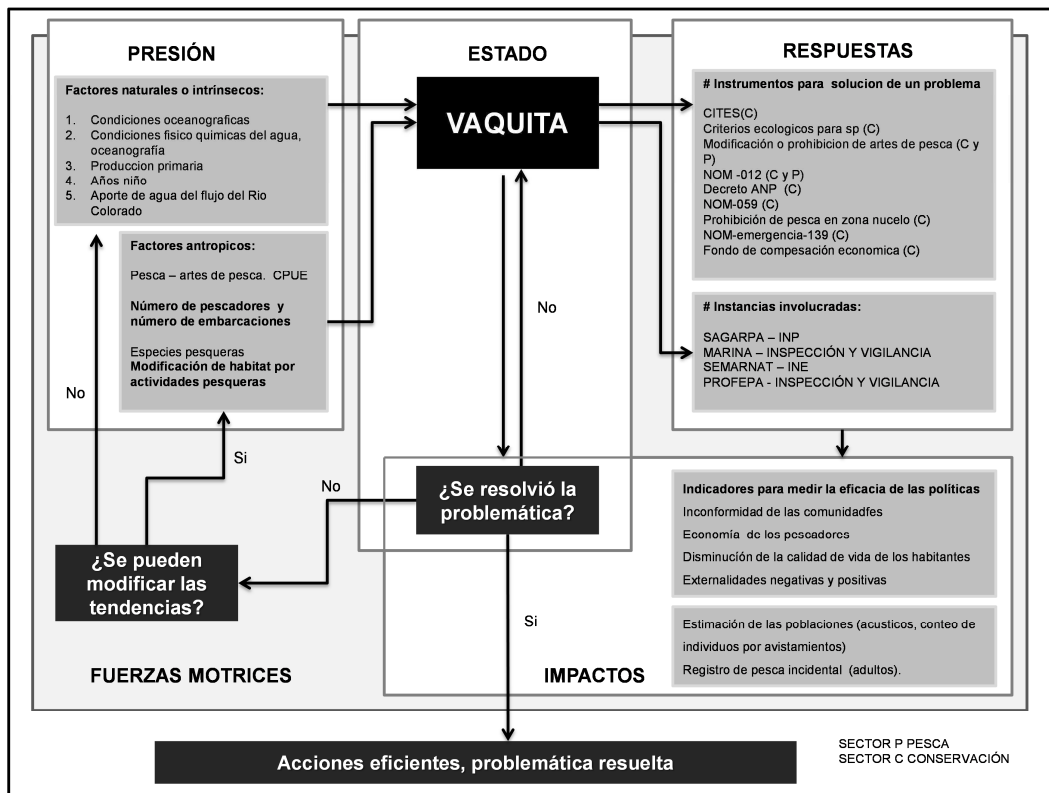 PRESIÓN
Factores naturales o intrínsecos:
1. Condiciones oceanograficas
2. Condiciones fisico quimicas del agua,
oceanografía
3. Produccion primaria
4. Años niño
5. Aporte de agua del flujo del Rio
Colorado
Factores antropicos:
Pesca – artes de pesca. CPUE
Número de pescadores y
número de embarcaciones
Especies pesqueras
Modificación de habitat por
actividades pesqueras
No
Si
¿Se pueden
modificar las
tendencias?
FUERZAS MOTRICES
ESTADO
VAQUITA
No
No
¿Se resolvió la
problemática?
Si
IMPACTOS
RESPUESTAS
# Instrumentos para solucion de un problema
CITES(C)
Criterios ecologicos para sp (C)
Modificación o prohibicion de artes de pesca (C y
P)
NOM -012 (C y P)
Decreto ANP (C)
NOM-059 (C)
Prohibición de pesca en zona nucelo (C)
NOM-emergencia-139 (C)
Fondo de compesación economica (C)
# Instancias involucradas:
SAGARPA – INP
MARINA – INSPECCIÓN Y VIGILANCIA
SEMARNAT – INE
PROFEPA - INSPECCIÓN Y VIGILANCIA
Indicadores para medir la eficacia de las políticas
Inconformidad de las comunidadfes
Economía de los pescadores
Disminución de la calidad de vida de los habitantes
Externalidades negativas y positivas
Estimación de las poblaciones (acusticos, conteo de
individuos por avistamientos)
Registro de pesca incidental (adultos).
Acciones eficientes, problemática resuelta
SECTOR P PESCA
SECTOR C CONSERVACIÓN